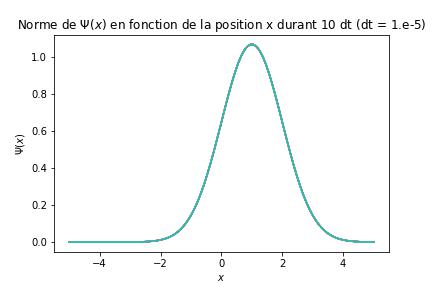 Norme de Ψ(x) en fonction de la position x durant 10 dt (dt = 1.e-5)
1.0
0.8
0.6
0.4
0.2
0.0
Ψ(x)
−4 −2 0 2 4
x